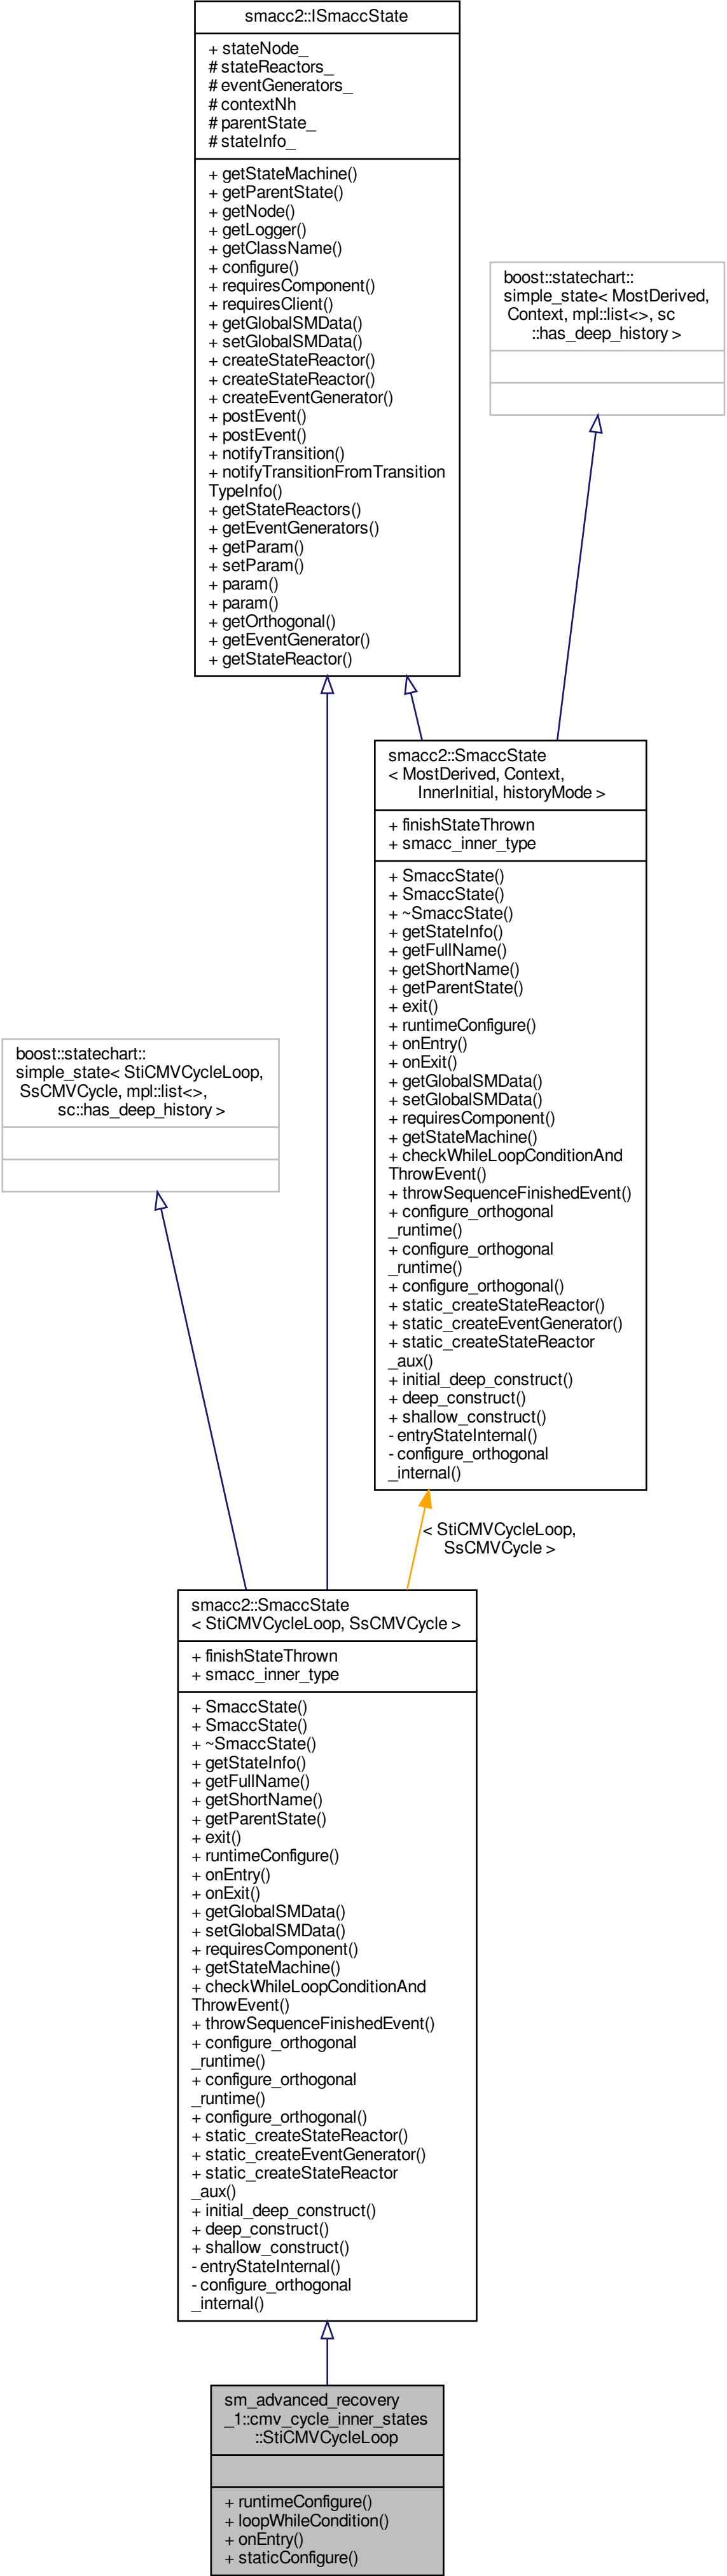 smacc2::ISmaccState
+ stateNode_
# stateReactors_
# eventGenerators_
# contextNh
# parentState_
# stateInfo_
+ getStateMachine()
+ getParentState()
+ getNode()
+ getLogger()
+ getClassName()
+ configure()
+ requiresComponent()
+ requiresClient()
+ getGlobalSMData()
+ setGlobalSMData()
+ createStateReactor()
+ createStateReactor()
+ createEventGenerator()
+ postEvent()
+ postEvent()
+ notifyTransition()
+ notifyTransitionFromTransition
TypeInfo()
+ getStateReactors()
+ getEventGenerators()
+ getParam()
+ setParam()
+ param()
+ param()
+ getOrthogonal()
+ getEventGenerator()
+ getStateReactor()
boost::statechart::
simple_state< MostDerived,
Context, mpl::list<>, sc
::has_deep_history >
smacc2::SmaccState
< MostDerived, Context,
InnerInitial, historyMode >
+ finishStateThrown
+ smacc_inner_type
+ SmaccState()
+ SmaccState()
+ ~SmaccState()
+ getStateInfo()
+ getFullName()
+ getShortName()
+ getParentState()
+ exit()
+ runtimeConfigure()
+ onEntry()
+ onExit()
+ getGlobalSMData()
+ setGlobalSMData()
+ requiresComponent()
+ getStateMachine()
+ checkWhileLoopConditionAnd
ThrowEvent()
+ throwSequenceFinishedEvent()
+ configure_orthogonal
_runtime()
+ configure_orthogonal
_runtime()
+ configure_orthogonal()
+ static_createStateReactor()
+ static_createEventGenerator()
+ static_createStateReactor
_aux()
+ initial_deep_construct()
+ deep_construct()
+ shallow_construct()
- entryStateInternal()
- configure_orthogonal
_internal()
boost::statechart::
simple_state< StiCMVCycleLoop,
SsCMVCycle, mpl::list<>,
sc::has_deep_history >
< StiCMVCycleLoop,
SsCMVCycle >
smacc2::SmaccState
< StiCMVCycleLoop, SsCMVCycle >
+ finishStateThrown
+ smacc_inner_type
+ SmaccState()
+ SmaccState()
+ ~SmaccState()
+ getStateInfo()
+ getFullName()
+ getShortName()
+ getParentState()
+ exit()
+ runtimeConfigure()
+ onEntry()
+ onExit()
+ getGlobalSMData()
+ setGlobalSMData()
+ requiresComponent()
+ getStateMachine()
+ checkWhileLoopConditionAnd
ThrowEvent()
+ throwSequenceFinishedEvent()
+ configure_orthogonal
_runtime()
+ configure_orthogonal
_runtime()
+ configure_orthogonal()
+ static_createStateReactor()
+ static_createEventGenerator()
+ static_createStateReactor
_aux()
+ initial_deep_construct()
+ deep_construct()
+ shallow_construct()
- entryStateInternal()
- configure_orthogonal
_internal()
sm_advanced_recovery
_1::cmv_cycle_inner_states
::StiCMVCycleLoop
+ runtimeConfigure()
+ loopWhileCondition()
+ onEntry()
+ staticConfigure()